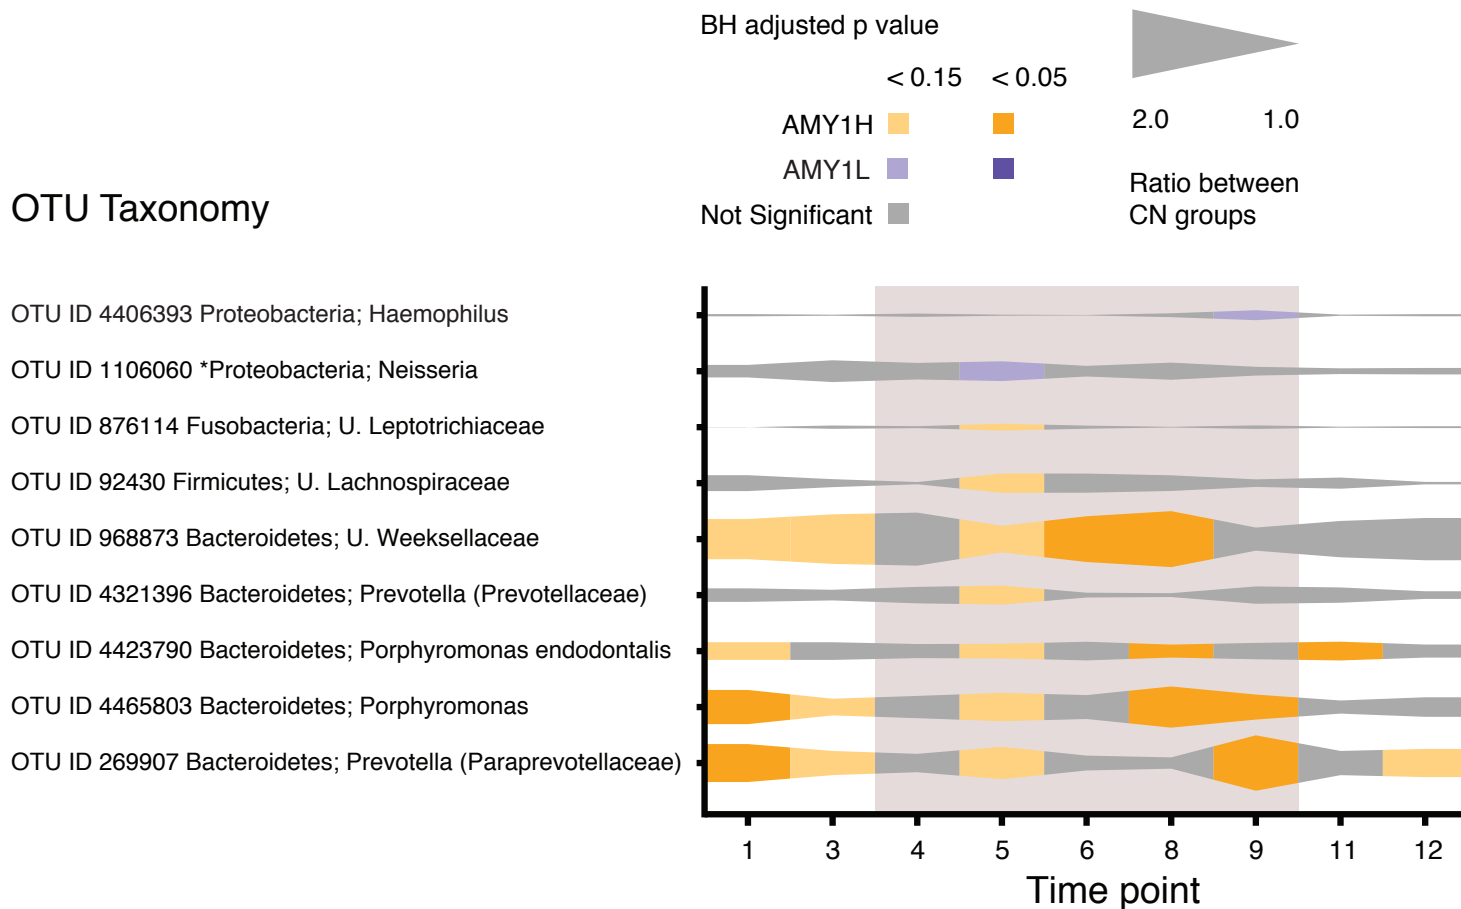 BH adjusted p value
< 0.15 < 0.05
AMY1H
AMY1L
Not Significant
2.0 1.0
Ratio between
CN groups
OTU Taxonomy
OTU ID 4406393 Proteobacteria; Haemophilus
OTU ID 1106060 *Proteobacteria; Neisseria
OTU ID 876114 Fusobacteria; U. Leptotrichiaceae
OTU ID 92430 Firmicutes; U. Lachnospiraceae
OTU ID 968873 Bacteroidetes; U. Weeksellaceae
OTU ID 4321396 Bacteroidetes; Prevotella (Prevotellaceae)
OTU ID 4423790 Bacteroidetes; Porphyromonas endodontalis
OTU ID 4465803 Bacteroidetes; Porphyromonas
OTU ID 269907 Bacteroidetes; Prevotella (Paraprevotellaceae)
1 3 4 5 6 8 9 11 12
Time point